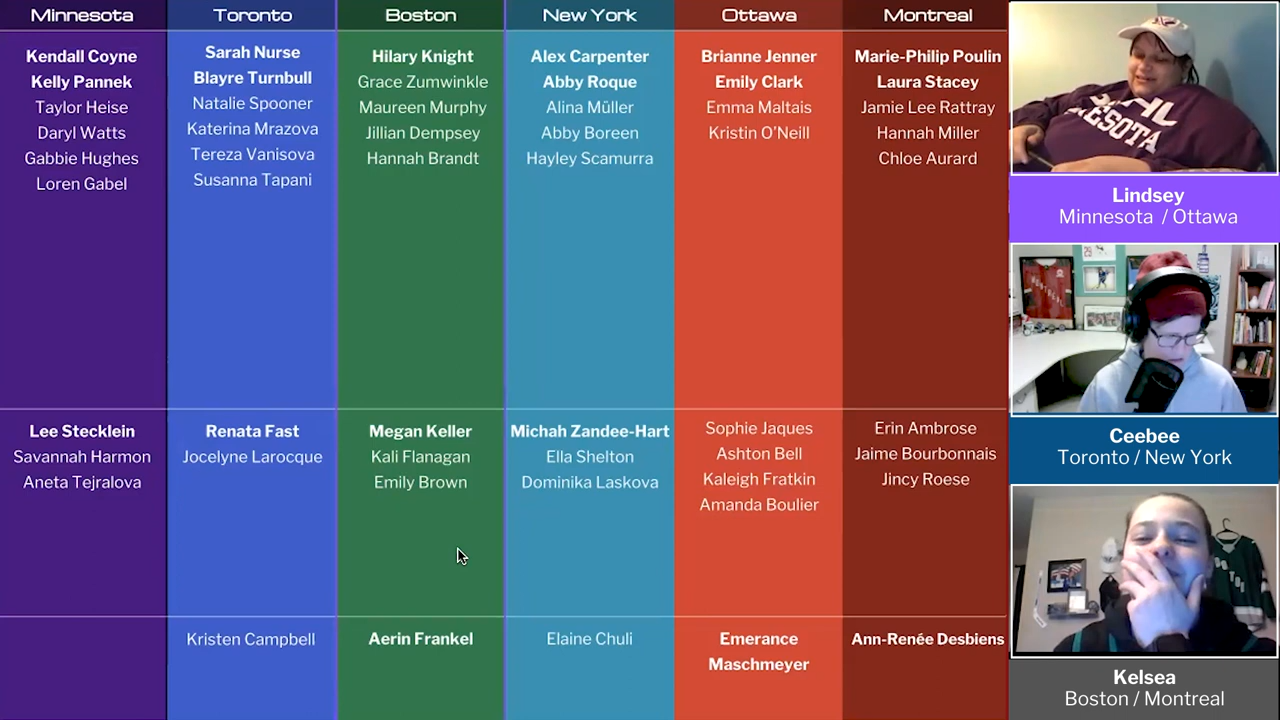 Minnesota
Kendall Coyne
Kelly Pannek
Taylor Heise
Daryl Watts
Gabbie Hughes
Loren Gabel
Lee Stecklein
Savannah Harmon
Aneta Tejralova
Toronto
Sarah Nurse
Blayre Turnbull
Natalie Spooner
Katerina Mrazova
Tereza Vanisova
Susanna Tapani
Renata Fast
Jocelyne Larocque
Kristen Campbell
Boston
Hilary Knight
Grace Zumwinkle
Maureen Murphy
Jillian Dempsey
Hannah Brandt
Megan Keller
Kali Flanagan
Emily Brown
Aerin Frankel
New York
Alex Carpenter
Abby Roque
Alina Müller
Abby Boreen
Hayley Scamurra
Michah Zandee-Hart
Ella Shelton
Dominika Laskova
Elaine Chuli
Ottawa
Brianne Jenner
Emily Clark
Emma Maltais
Kristin O'Neill
Sophie Jaques
Ashton Bell
Kaleigh Fratkin
Amanda Boulier
Emerance
Maschmeyer
Montreal
Marie-Philip Poulin
Laura Stacey
Jamie Lee Rattray
Hannah Miller
Chloe Aurard
Erin Ambrose
Jaime Bourbonnais
Jincy Roese
Ann-Renée Desbiens
Lindsey
Minnesota / Ottawa
Ceebee
Toronto / New York
Kelsea
Boston / Montreal